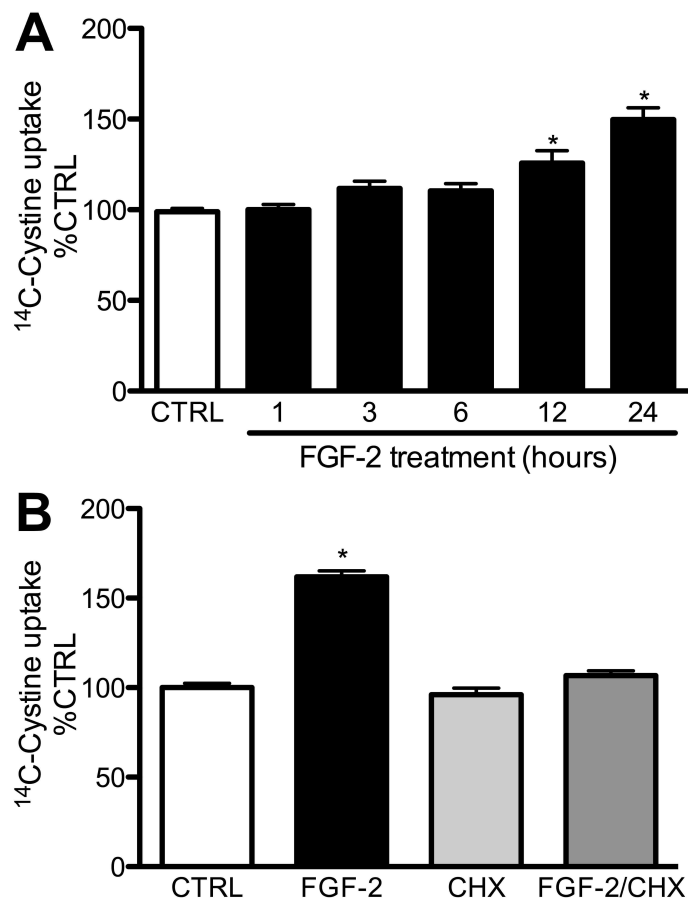 A
¹⁴C-Cystine uptake
%CTRL
200
150
100
50
0
*
*
CTRL 1 3 6 12 24
FGF-2 treatment (hours)
B
¹⁴C-Cystine uptake
%CTRL
200
150
100
50
0
*
CTRL FGF-2 CHX FGF-2/CHX